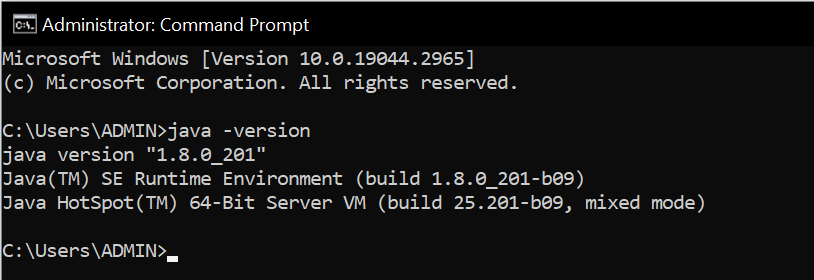 Administrator: Command Prompt
Microsoft Windows [Version 10.0.19044.2965]
(c) Microsoft Corporation. All rights reserved.
C:\Users\ADMIN>java -version
java version "1.8.0_201"
Java(TM) SE Runtime Environment (build 1.8.0_201-b09)
Java HotSpot(TM) 64-Bit Server VM (build 25.201-b09, mixed mode)
C:\Users\ADMIN>